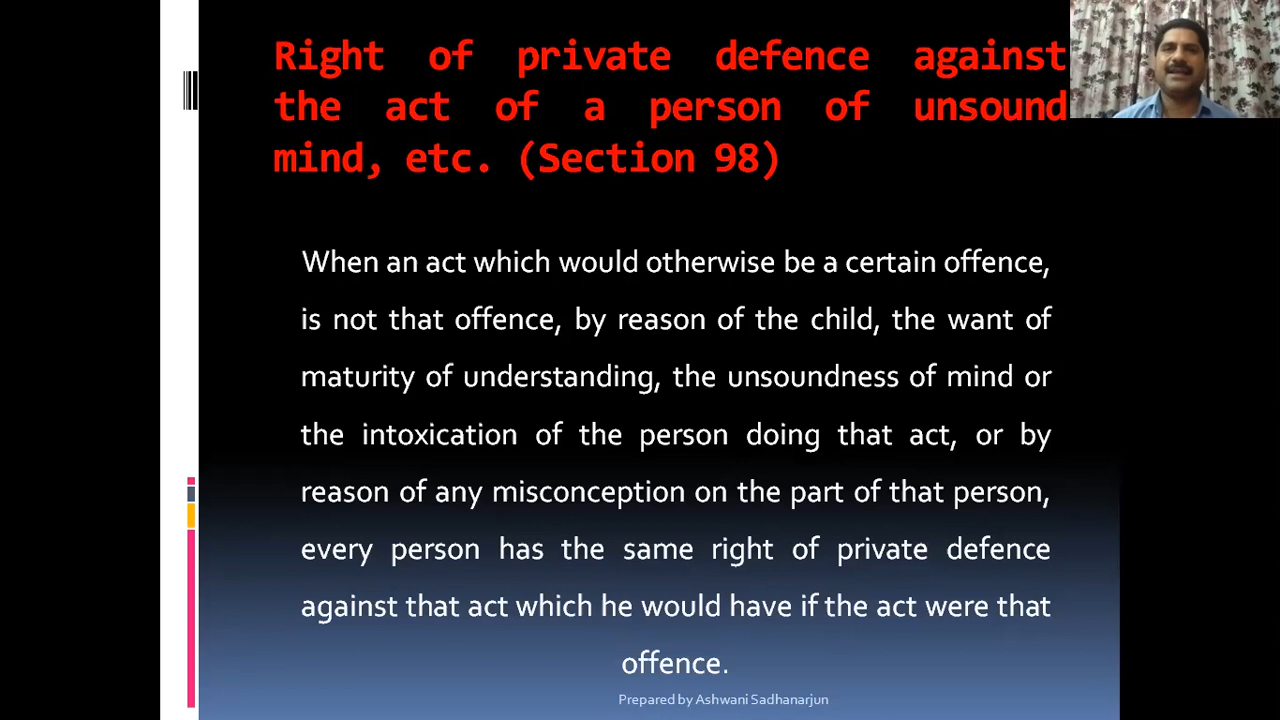 Right of private defence against
the act of a person of unsound
mind, etc. (Section 98)
When an act which would otherwise be a certain offence,
is not that offence, by reason of the child, the want of
maturity of understanding, the unsoundness of mind or
the intoxication of the person doing that act, or by
reason of any misconception on the part of that person,
every person has the same right of private defence
against that act which he would have if the act were that
offence.
Prepared by Ashwani Sadhanarjun